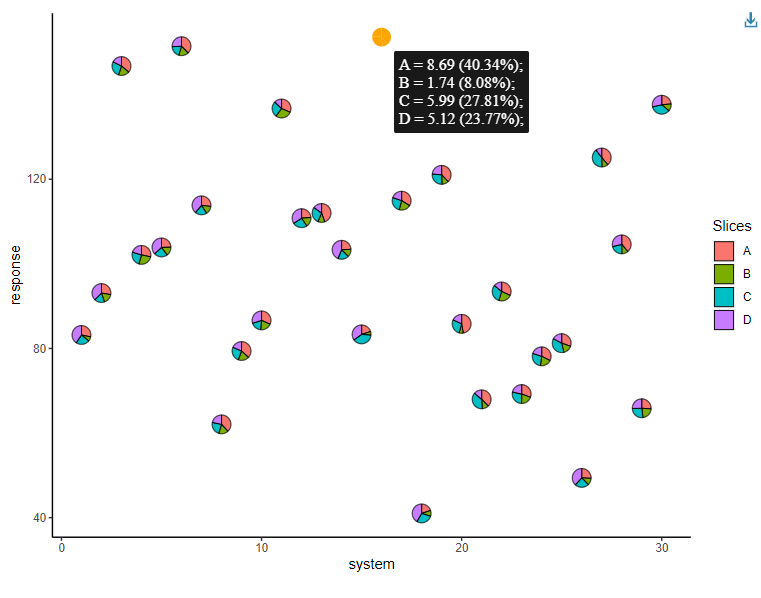 A = 8.69 (40.34%);
B = 1.74 (8.08%);
C = 5.99 (27.81%);
D = 5.12 (23.77%);
120
80
40
response
0 10 20 30
system
Slices
A
B
C
D